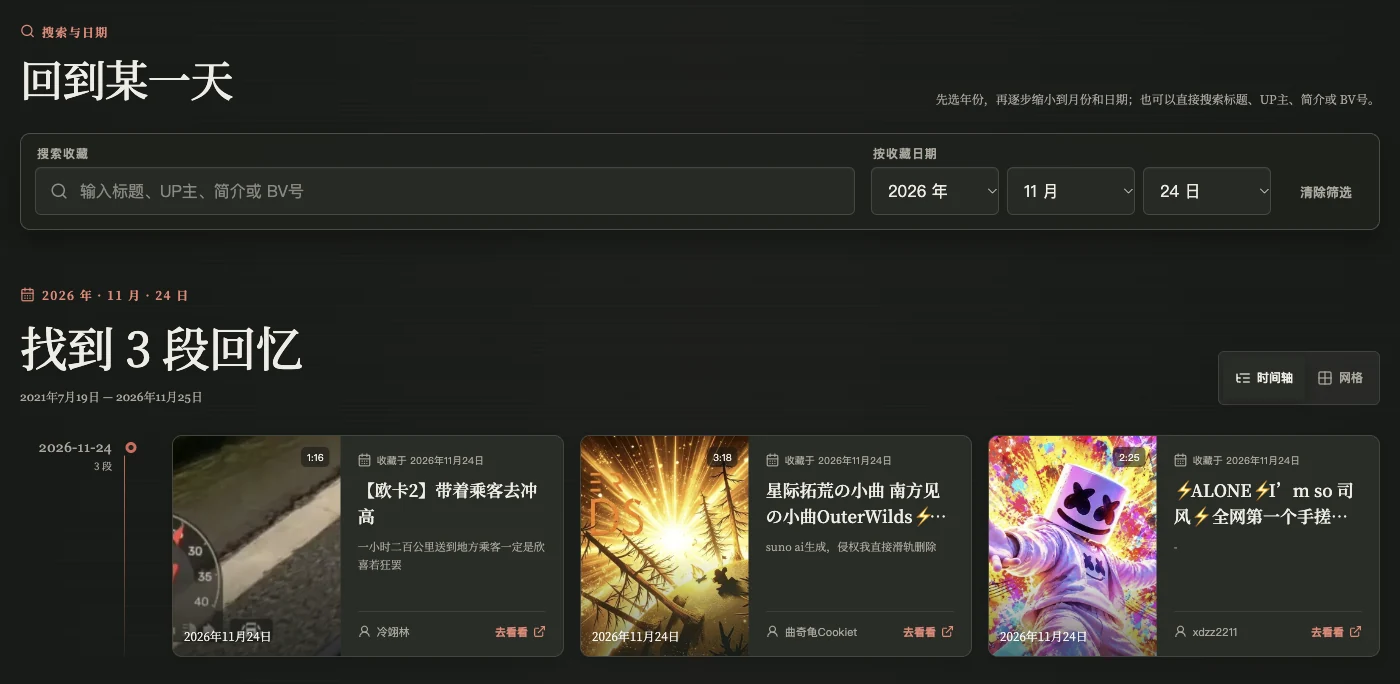 搜索与日期
回到某一天
先选年份，再逐步缩小到月份和日期；也可以直接搜索标题、UP主、简介或 BV号。
搜索收藏
按收藏日期
输入标题、UP主、简介或 BV号
2026 年
11 月
24 日
清除筛选
2026 年 · 11 月 · 24 日
找到 3 段回忆
2021年7月19日 — 2026年11月25日
时间轴
网格
2026-11-24
3 段
1:16
30
35
40
2026年11月24日
收藏于 2026年11月24日
【欧卡2】带着乘客去冲
高
一小时二百公里送到地方乘客一定是欣
喜若狂罢
冷翊林
去看看
3:18
2026年11月24日
收藏于 2026年11月24日
星际拓荒の小曲 南方见
の小曲OuterWilds⚡…
suno ai生成，侵权我直接滑轨删除
曲奇龟Cookiet
去看看
2:25
2026年11月24日
收藏于 2026年11月24日
⚡ALONE⚡I’m so 司
风⚡全网第一个手搓…
-
xdzz2211
去看看